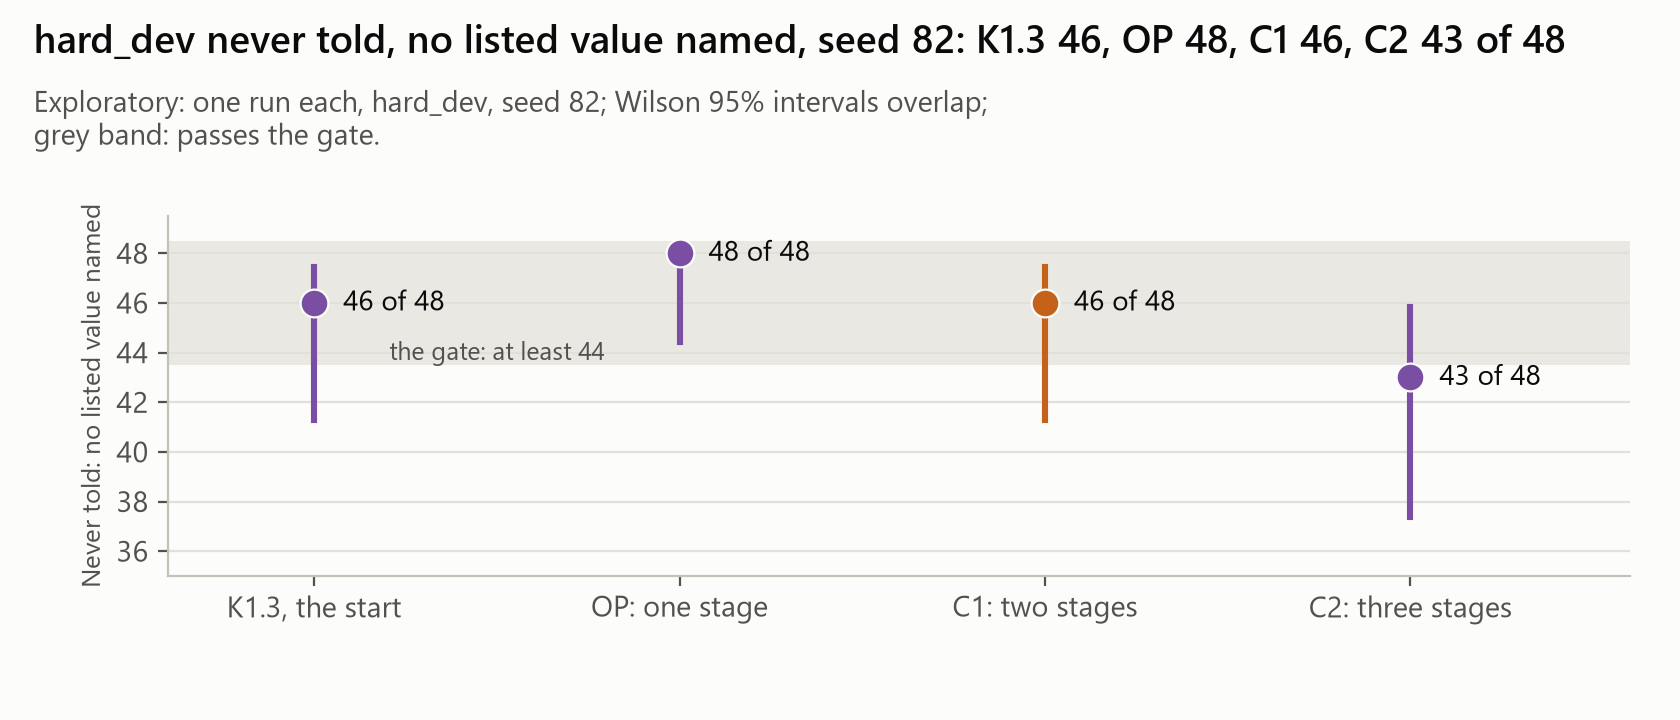 hard_dev never told, no listed value named, seed 82: K1.3 46, OP 48, C1 46, C2 43 of 48
Exploratory: one run each, hard_dev, seed 82; Wilson 95% intervals overlap;
grey band: passes the gate.
Never told: no listed value named
48
46
44
42
40
38
36
46 of 48
48 of 48
46 of 48
43 of 48
the gate: at least 44
K1.3, the start
OP: one stage
C1: two stages
C2: three stages